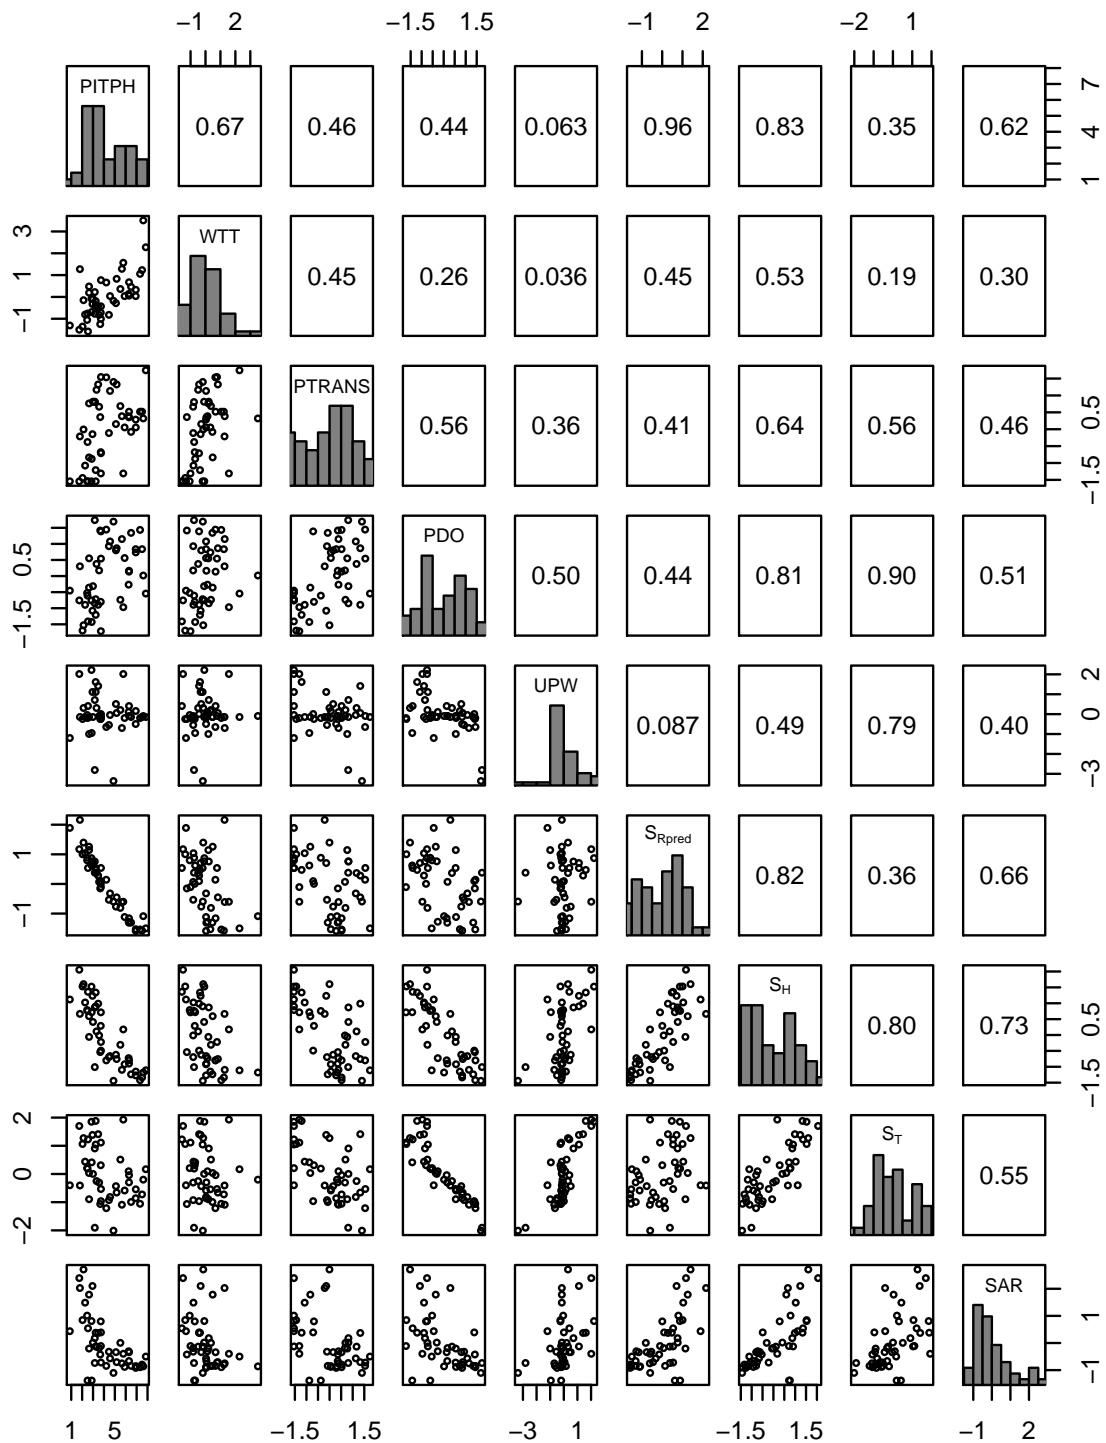 −1 2 −1.5 1.5 −1 2 −2 1
PITPH 0.67 0.46 0.44 0.063 0.96 0.83 0.35 0.62 1 4 7
−1 1 3 WTT 0.45 0.26 0.036 0.45 0.53 0.19 0.30
PTRANS 0.56 0.36 0.41 0.64 0.56 0.46 −1.5 0.5
−1.5 0.5 PDO 0.50 0.44 0.81 0.90 0.51
UPW 0.087 0.49 0.79 0.40 −3 0 2
−1 1 S_Rpred 0.82 0.36 0.66
S_H 0.80 0.73 −1.5 0.5
−2 0 2 S_T 0.55
SAR −1 1
1 5 −1.5 1.5 −3 1 −1.5 1.5 −1 2